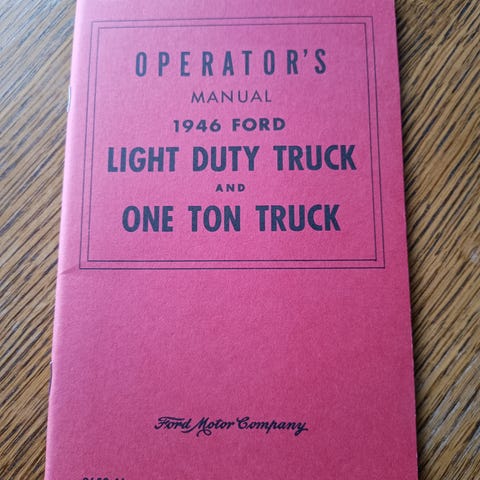 OPERATOR'S
MANUAL
1946 FORD
LIGHT DUTY TRUCK
AND
ONE TON TRUCK
Ford Motor Company